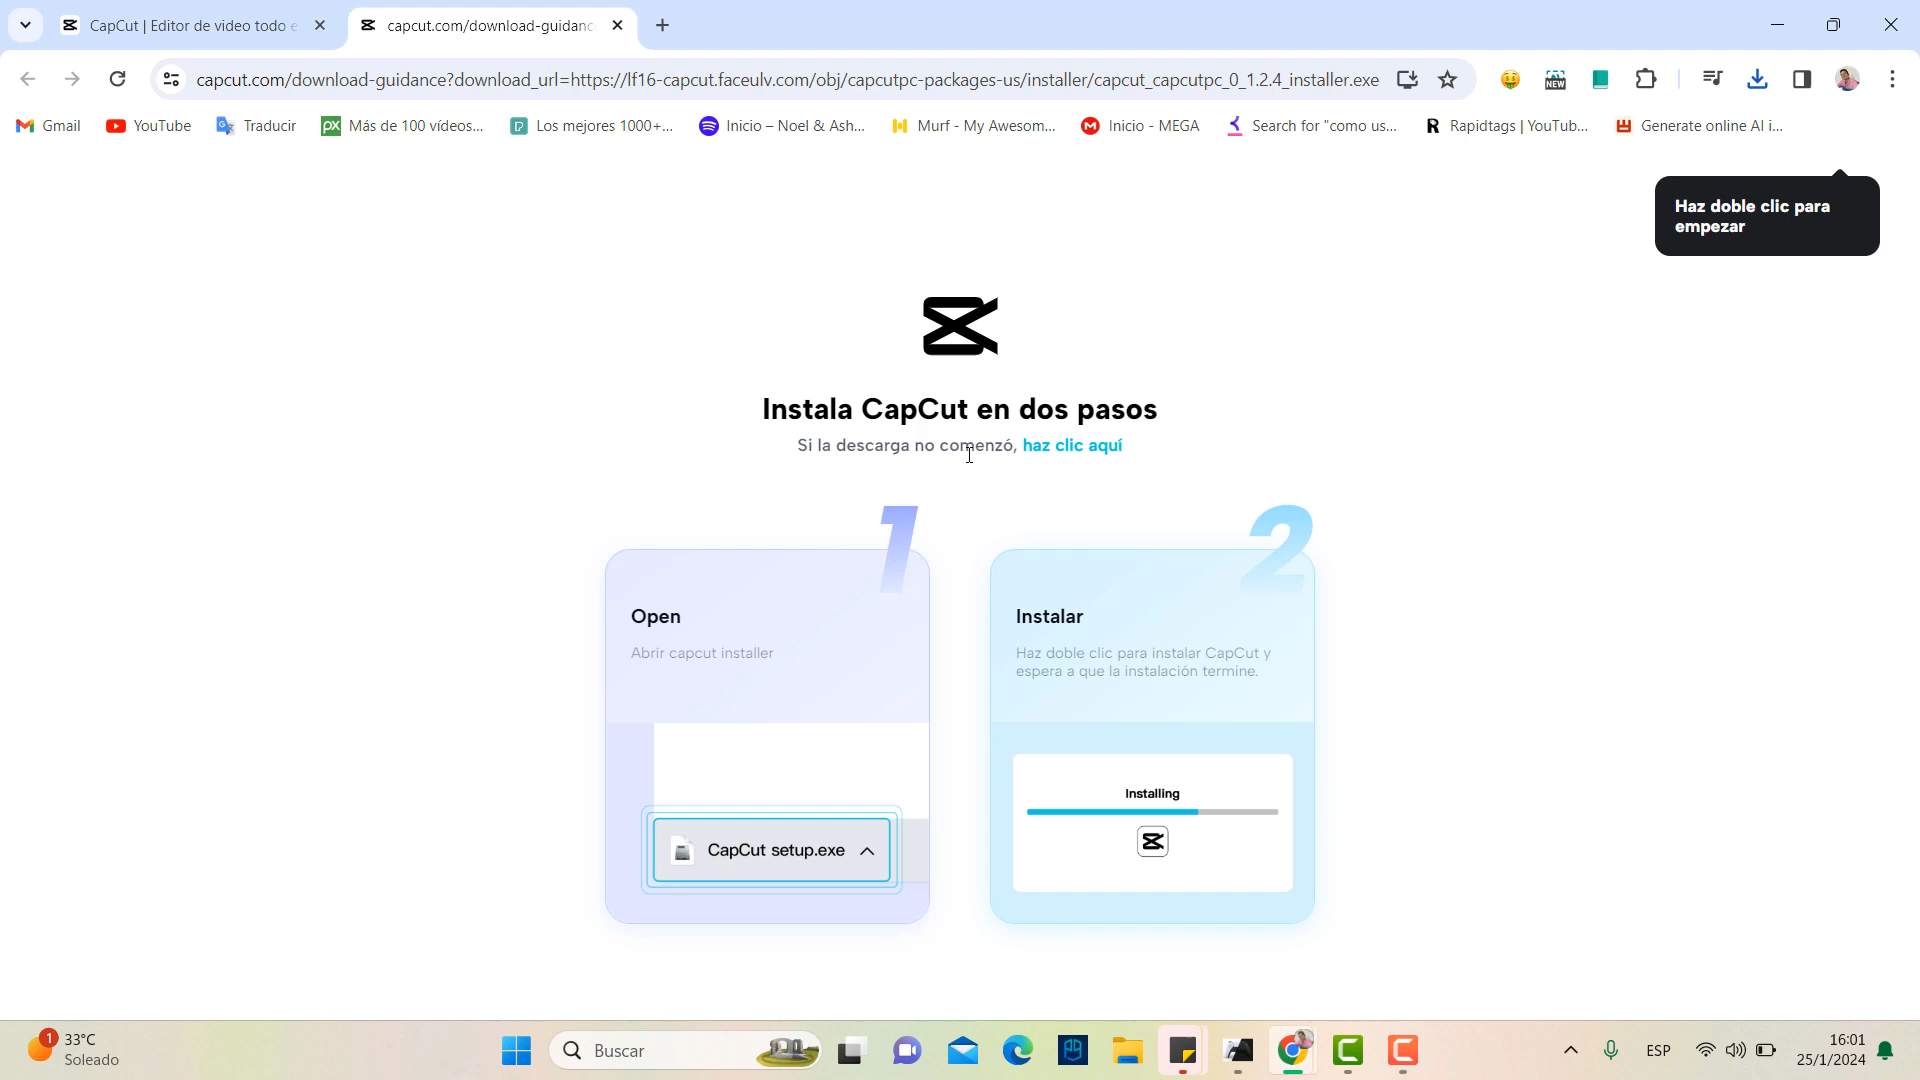 CapCut | Editor de video todo e
capcut.com/download-guidanc
capcut.com/download-guidance?download_url=https://lf16-capcut.faceulv.com/obj/capcutpc-packages-us/installer/capcut_capcutpc_0_1.2.4_installer.exe
NEW
Gmail
YouTube
Traducir
Más de 100 vídeos...
Los mejores 1000+...
Inicio – Noel & Ash...
Murf - My Awesom...
Inicio - MEGA
Search for "como us...
Rapidtags | YouTub...
Generate online AI i...
Haz doble clic para
empezar
Instala CapCut en dos pasos
Si la descarga no comenzó, haz clic aquí
1
Open
Abrir capcut installer
CapCut setup.exe
2
Instalar
Haz doble clic para instalar CapCut y
espera a que la instalación termine.
Installing
1
33°C
Soleado
Buscar
ESP
16:01
25/1/2024